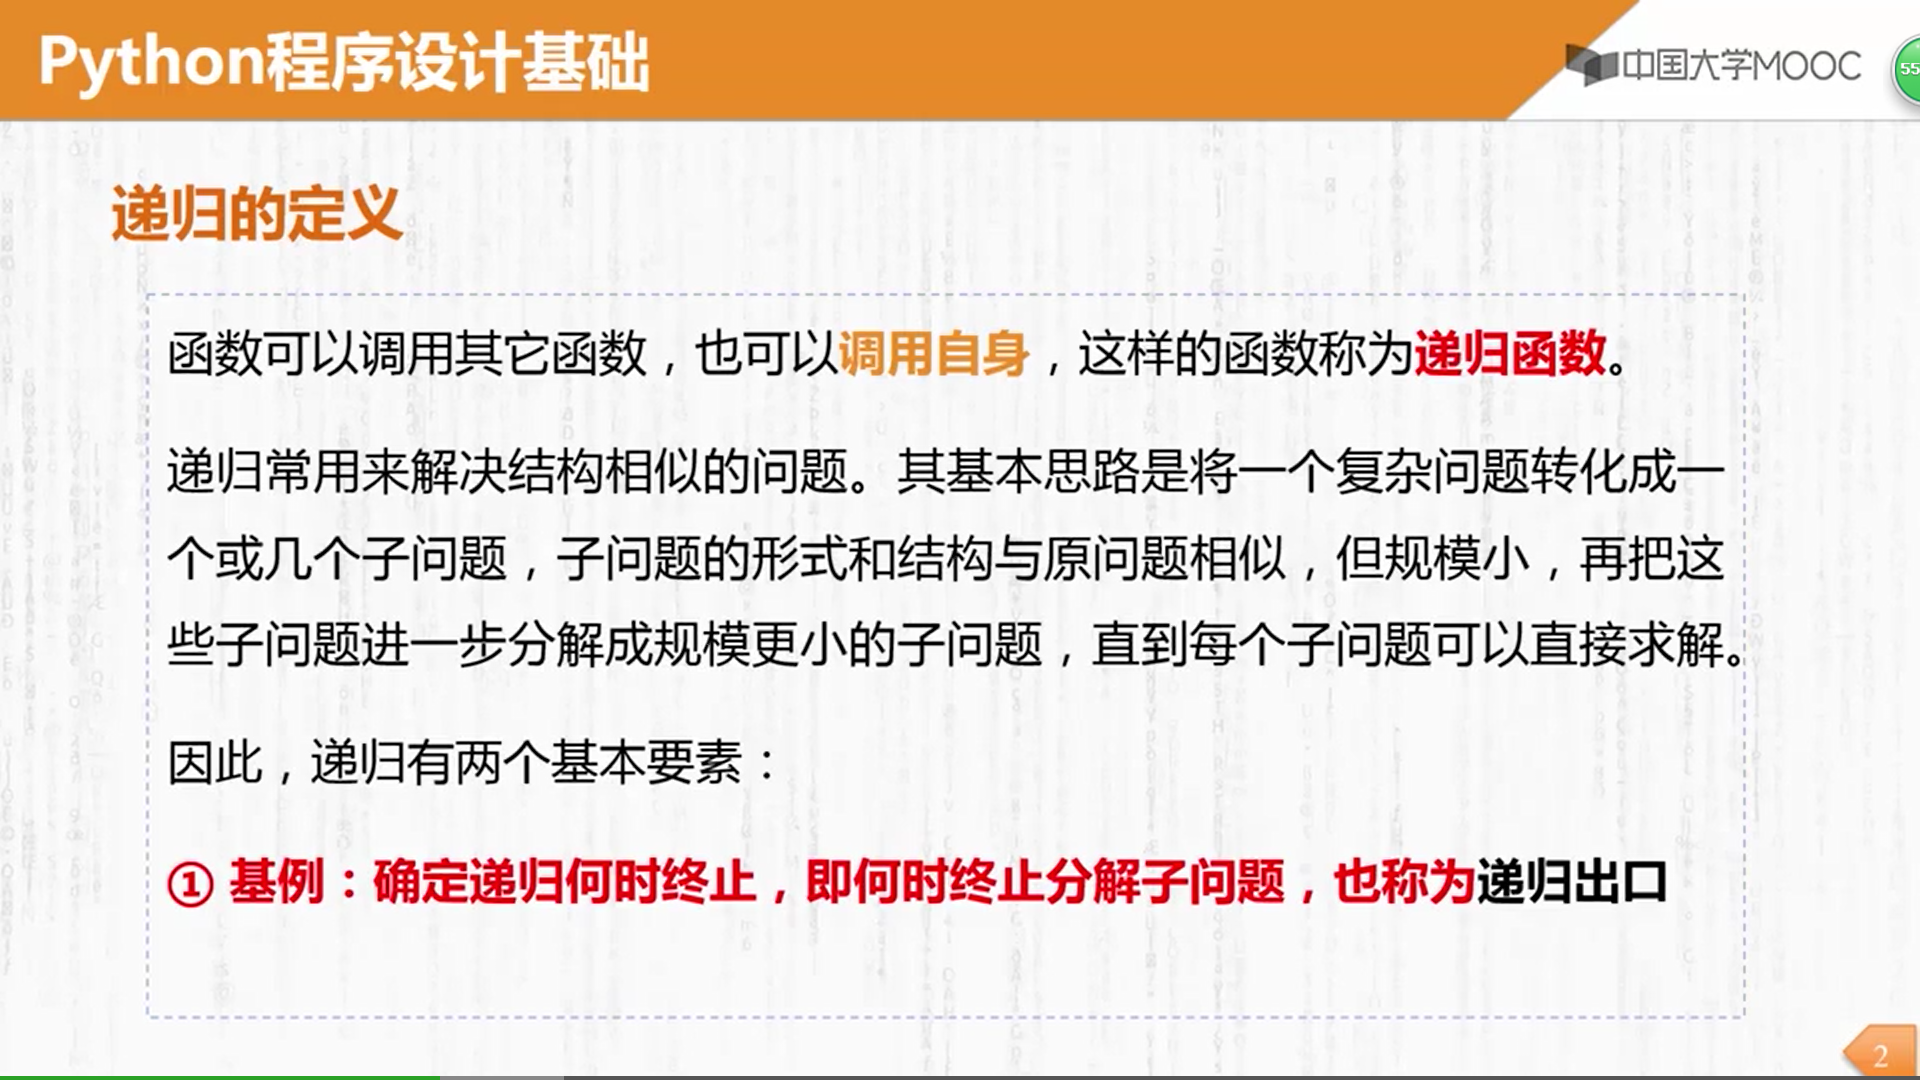 Python程序设计基础
中国大学MOOC
55
递归的定义
函数可以调用其它函数，也可以调用自身，这样的函数称为递归函数。
递归常用来解决结构相似的问题。其基本思路是将一个复杂问题转化成一
个或几个子问题，子问题的形式和结构与原问题相似，但规模小，再把这
些子问题进一步分解成规模更小的子问题，直到每个子问题可以直接求解。
因此，递归有两个基本要素：
① 基例：确定递归何时终止，即何时终止分解子问题，也称为递归出口
2